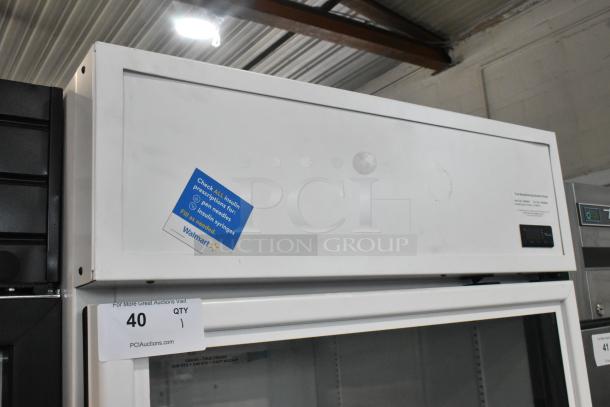 Check ALL insulin
prescriptions for:
pen needles
insulin syringes
Fill as needed.
Walmart
PCI
AUCTION GROUP
For More Great Auctions Visit
40 QTY 1
PCIAuctions.com
41